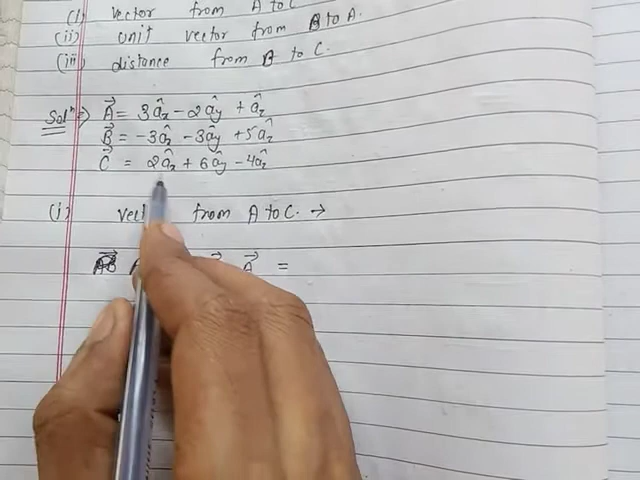 (i) vector from A to C
(ii) unit vector from B to A.
(iii) distance from B to C.
Solⁿ ⇒ A⃗ = 3âx - 2ây + âz
B⃗ = -3âx - 3ây + 5âz
C⃗ = 2âx + 6ây - 4âz
(i) vect from A to C. →
A⃗ =